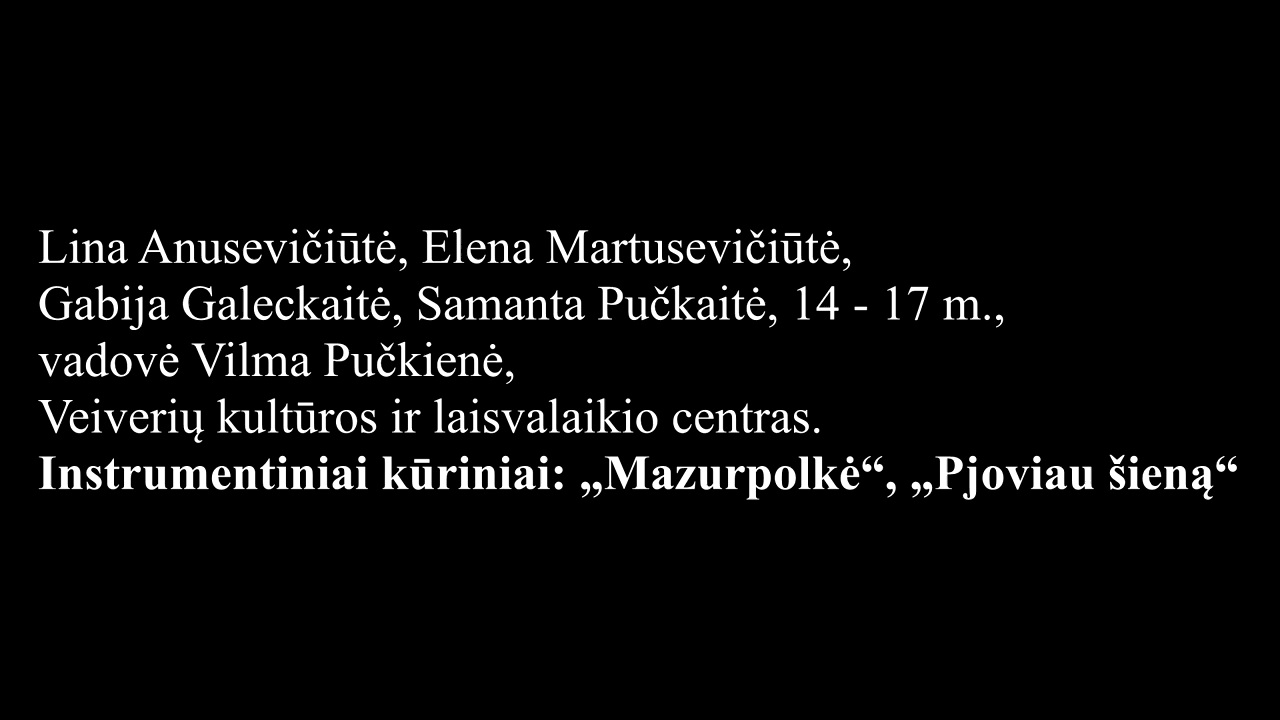 Lina Anusevičiūtė, Elena Martusevičiūtė,
Gabija Galeckaitė, Samanta Pučkaitė, 14 - 17 m.,
vadovė Vilma Pučkienė,
Veiverių kultūros ir laisvalaikio centras.
Instrumentiniai kūriniai: „Mazurpolkė“, „Pjoviau šieną“